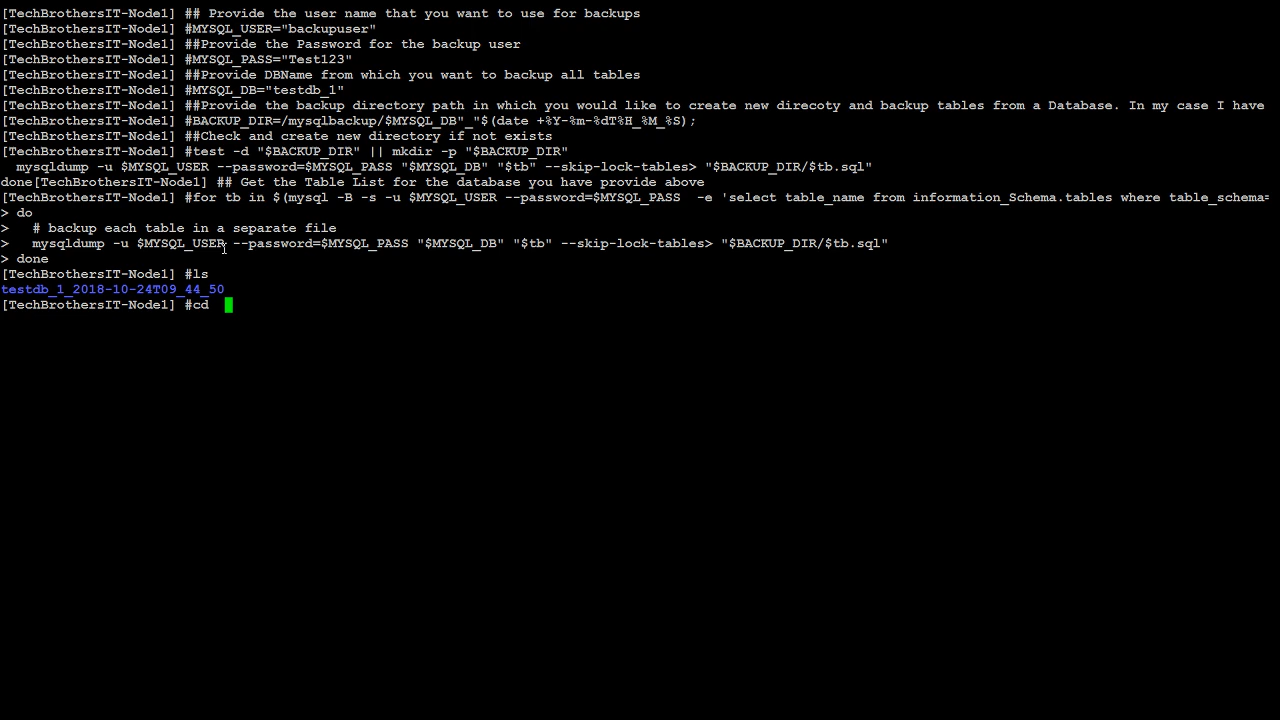 [TechBrothersIT-Node1] ## Provide the user name that you want to use for backups
[TechBrothersIT-Node1] #MYSQL_USER="backupuser"
[TechBrothersIT-Node1] ##Provide the Password for the backup user
[TechBrothersIT-Node1] #MYSQL_PASS="Test123"
[TechBrothersIT-Node1] ##Provide DBName from which you want to backup all tables
[TechBrothersIT-Node1] #MYSQL_DB="testdb_1"
[TechBrothersIT-Node1] ##Provide the backup directory path in which you would like to create new direcoty and backup tables from a Database. In my case I have
[TechBrothersIT-Node1] #BACKUP_DIR=/mysqlbackup/$MYSQL_DB"_"$(date +%Y-%m-%dT%H_%M_%S);
[TechBrothersIT-Node1] ##Check and create new directory if not exists
[TechBrothersIT-Node1] #test -d "$BACKUP_DIR" || mkdir -p "$BACKUP_DIR"
  mysqldump -u $MYSQL_USER --password=$MYSQL_PASS "$MYSQL_DB" "$tb" --skip-lock-tables> "$BACKUP_DIR/$tb.sql"
done[TechBrothersIT-Node1] ## Get the Table List for the database you have provide above
[TechBrothersIT-Node1] #for tb in $(mysql -B -s -u $MYSQL_USER --password=$MYSQL_PASS  -e 'select table_name from information_Schema.tables where table_schema=
> do
>   # backup each table in a separate file
>   mysqldump -u $MYSQL_USER --password=$MYSQL_PASS "$MYSQL_DB" "$tb" --skip-lock-tables> "$BACKUP_DIR/$tb.sql"
> done
[TechBrothersIT-Node1] #ls
testdb_1_2018-10-24T09_44_50
[TechBrothersIT-Node1] #cd